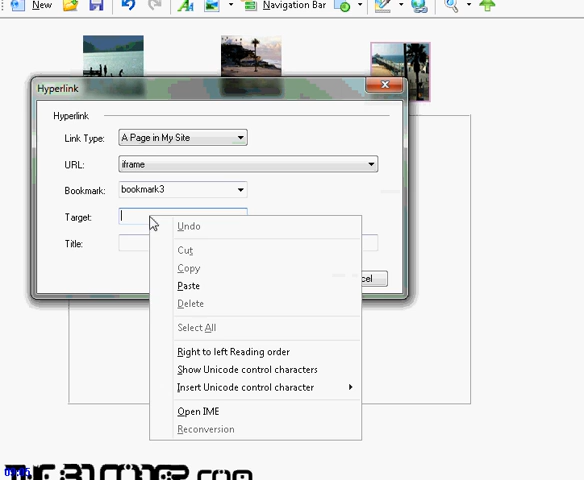 New
Navigation Bar
Hyperlink
Hyperlink
Link Type: A Page in My Site
URL: iframe
Bookmark: bookmark3
Target:
Title:
Undo
Cut
Copy
Paste
Delete
Select All
Right to left Reading order
Show Unicode control characters
Insert Unicode control character
Open IME
Reconversion